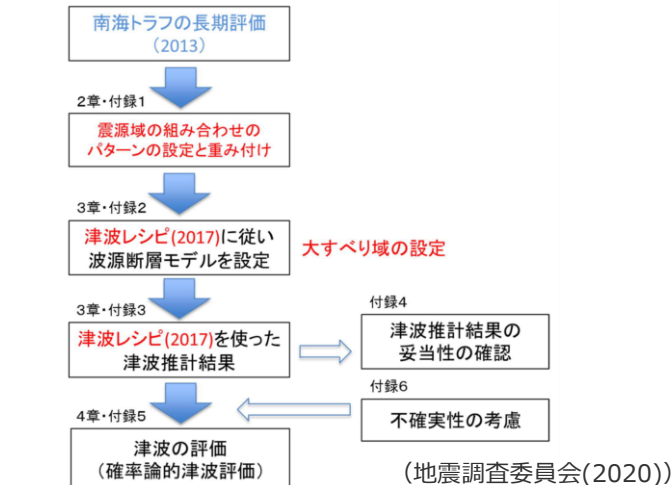 南海トラフの長期評価
(2013)
2章・付録1
震源域の組み合わせの
パターンの設定と重み付け
3章・付録2
津波レシピ(2017)に従い
波源断層モデルを設定
大すべり域の設定
3章・付録3
津波レシピ(2017)を使った
津波推計結果
付録4
津波推計結果の
妥当性の確認
付録6
不確実性の考慮
4章・付録5
津波の評価
(確率論的津波評価)
(地震調査委員会(2020))